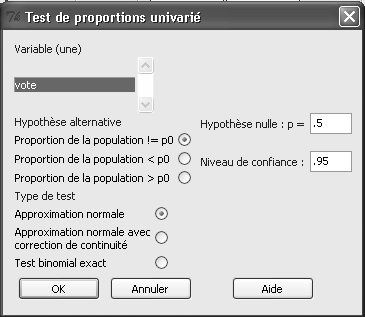 Test de proportions univarié
Variable (une)
vote
Hypothèse alternative
Proportion de la population != p0
Proportion de la population < p0
Proportion de la population > p0
Hypothèse nulle : p = .5
Niveau de confiance : .95
Type de test
Approximation normale
Approximation normale avec
correction de continuité
Test binomial exact
OK
Annuler
Aide